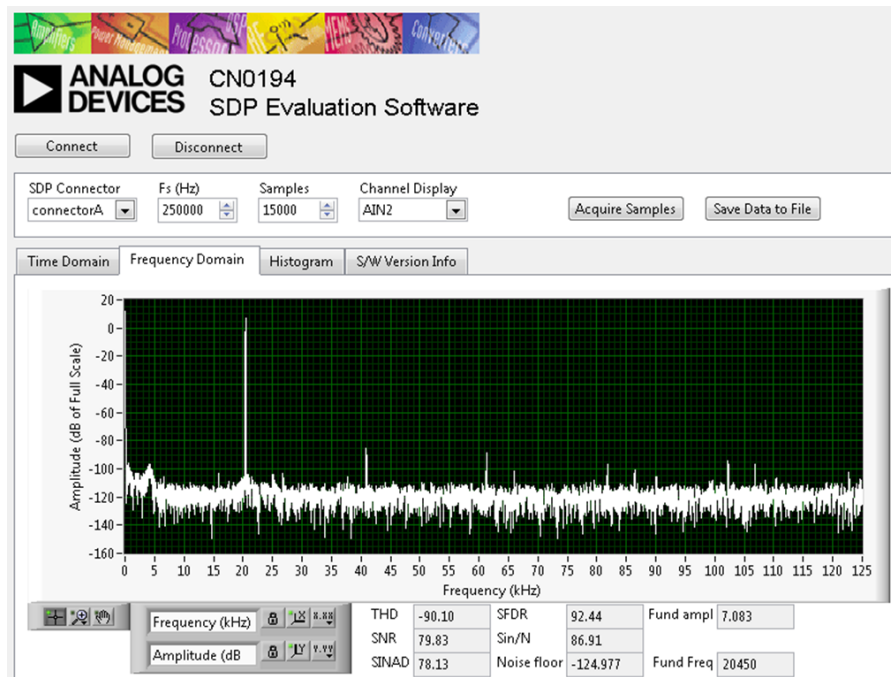 Amplifiers Power Management Processors DSP MEMS Converters
ANALOG DEVICES
CN0194
SDP Evaluation Software
Connect Disconnect
SDP Connector Fs (Hz) Samples Channel Display
connectorA 250000 15000 AIN2 Acquire Samples Save Data to File
Time Domain Frequency Domain Histogram S/W Version Info
Amplitude (dB of Full Scale)
20
0
-20
-40
-60
-80
-100
-120
-140
-160
0 5 10 15 20 25 30 35 40 45 50 55 60 65 70 75 80 85 90 95 100 105 110 115 120 125
Frequency (kHz)
Frequency (kHz) X.XX
Amplitude (dB Y.YY
THD -90.10 SFDR 92.44 Fund ampl 7.083
SNR 79.83 Sin/N 86.91
SINAD 78.13 Noise floor -124.977 Fund Freq 20450